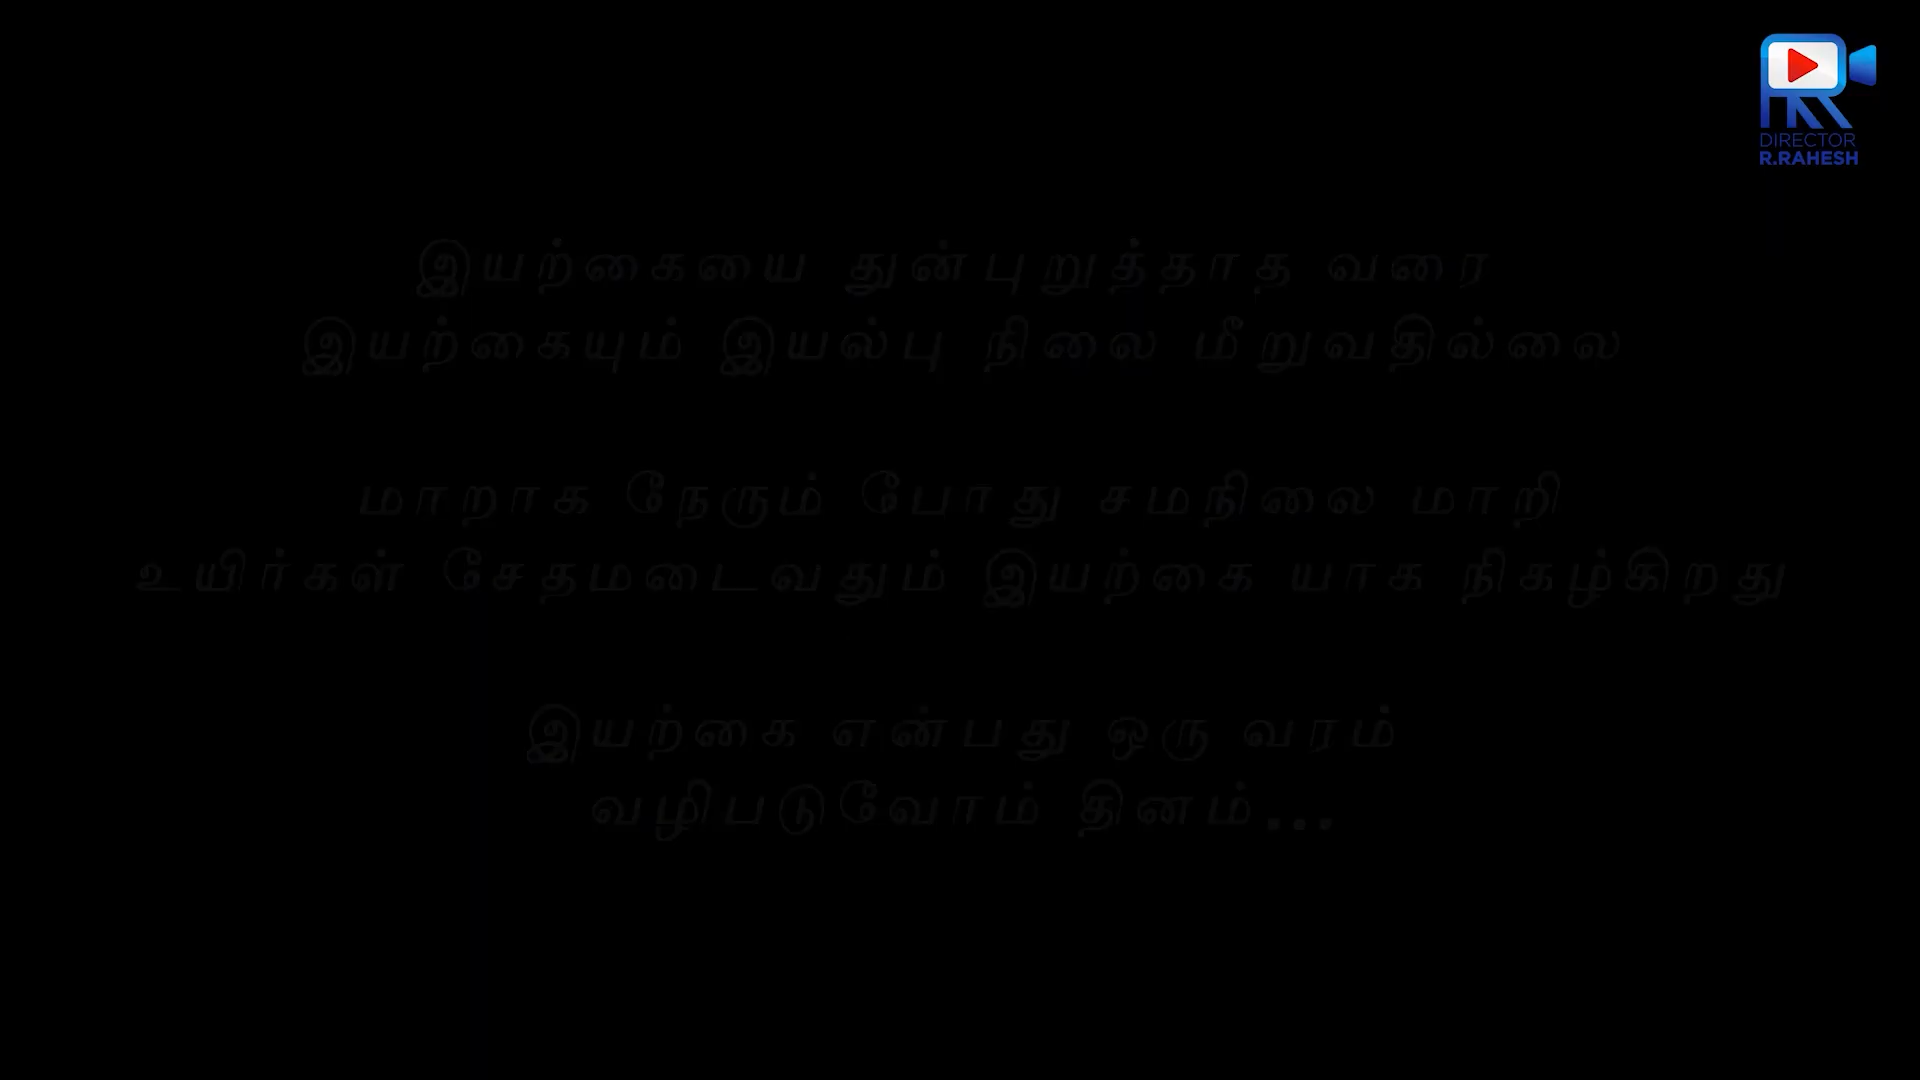 DIRECTOR
R.RAHESH
இயற்கையை துன்புறுத்தாத வரை
இயற்கையும் இயல்பு நிலை மீறுவதில்லை
மாறாக நேரும் போது சமநிலை மாறி
உயிர்கள் சேதமடைவதும் இயற்கை யாக நிகழ்கிறது
இயற்கை என்பது ஒரு வரம்
வழிபடுவோம் தினம்...